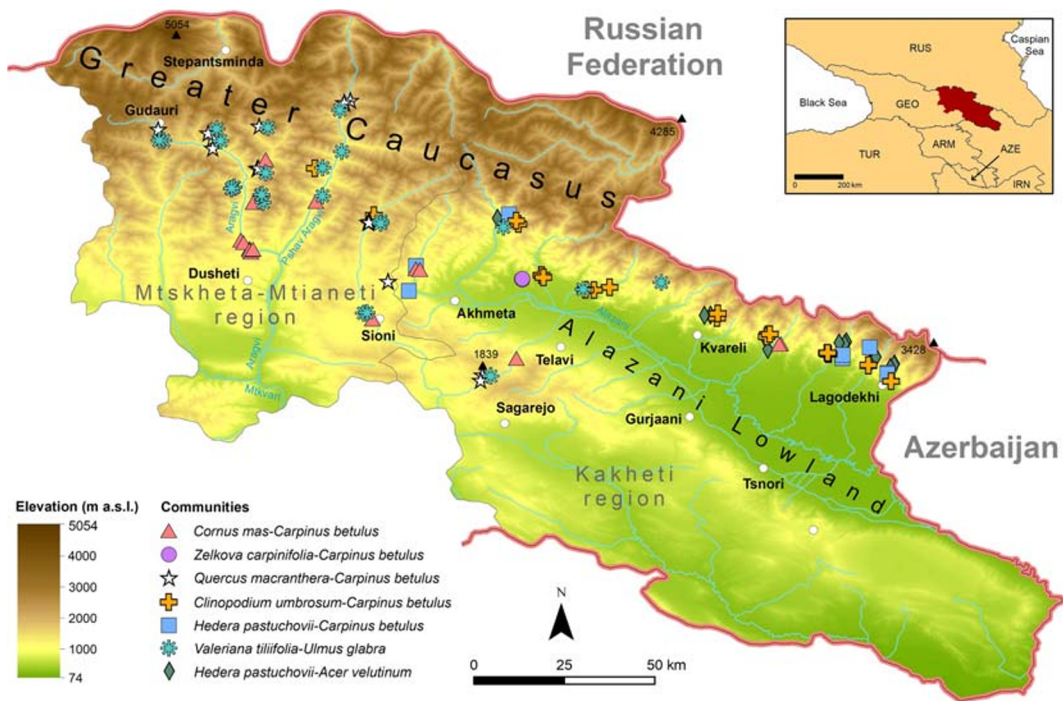 Russian
Federation
5054
Stepantsminda
Gudauri
Greater Caucasus
4285
Aragvi
Pshav Aragvi
Dusheti
Mtskheta-Mtianeti
region
Sioni
Akhmeta
Alazani
Telavi
1839
Sagarejo
Aragvi
Mtkvari
Kvareli
3428
Lagodekhi
Gurjaani
Alazani Lowland
Azerbaijan
Kakheti
region
Tsnori
RUS
Caspian
Sea
Black Sea
GEO
ARM
AZE
TUR
IRN
0 200 km
Elevation (m a.s.l.)
5054
4000
3000
2000
1000
74
Communities
Cornus mas-Carpinus betulus
Zelkova carpinifolia-Carpinus betulus
Quercus macranthera-Carpinus betulus
Clinopodium umbrosum-Carpinus betulus
Hedera pastuchovii-Carpinus betulus
Valeriana tiliifolia-Ulmus glabra
Hedera pastuchovii-Acer velutinum
N
0 25 50 km